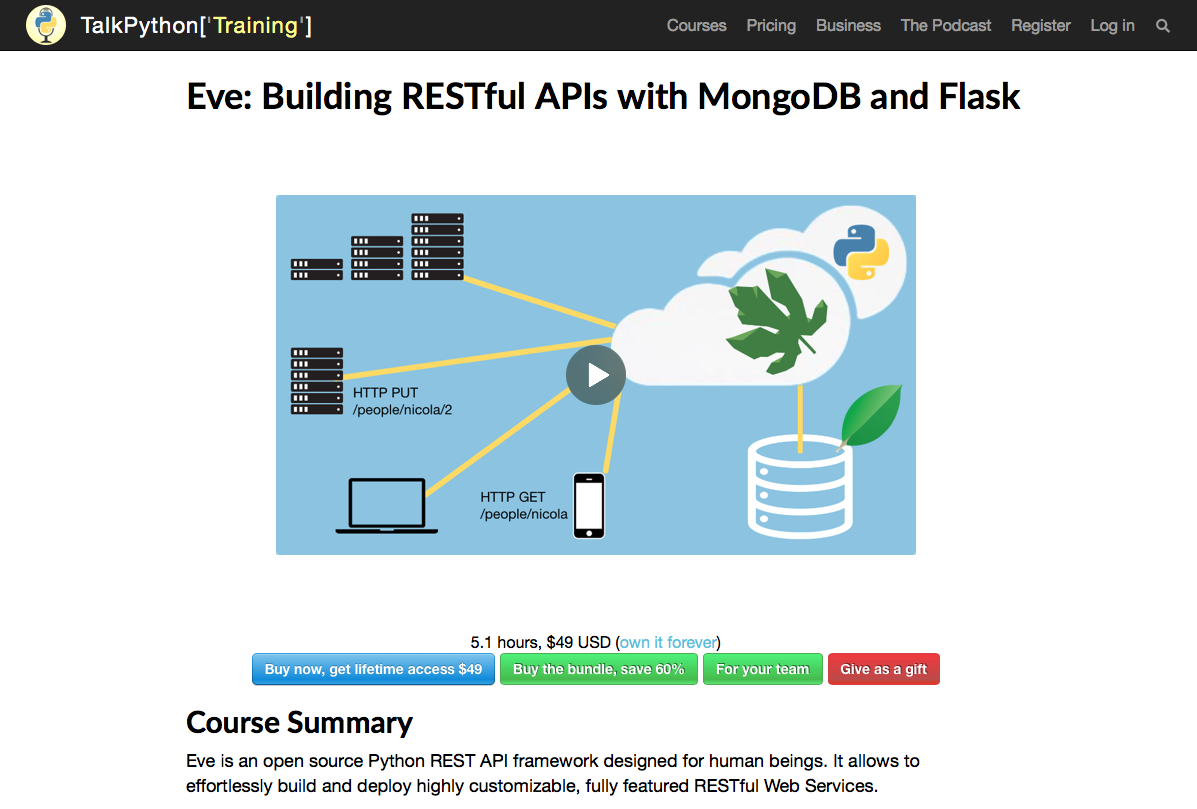 TalkPython['Training']
Courses Pricing Business The Podcast Register Log in
Eve: Building RESTful APIs with MongoDB and Flask
HTTP PUT
/people/nicola/2
HTTP GET
/people/nicola
5.1 hours, $49 USD (own it forever)
Buy now, get lifetime access $49 Buy the bundle, save 60% For your team Give as a gift
Course Summary
Eve is an open source Python REST API framework designed for human beings. It allows to
effortlessly build and deploy highly customizable, fully featured RESTful Web Services.